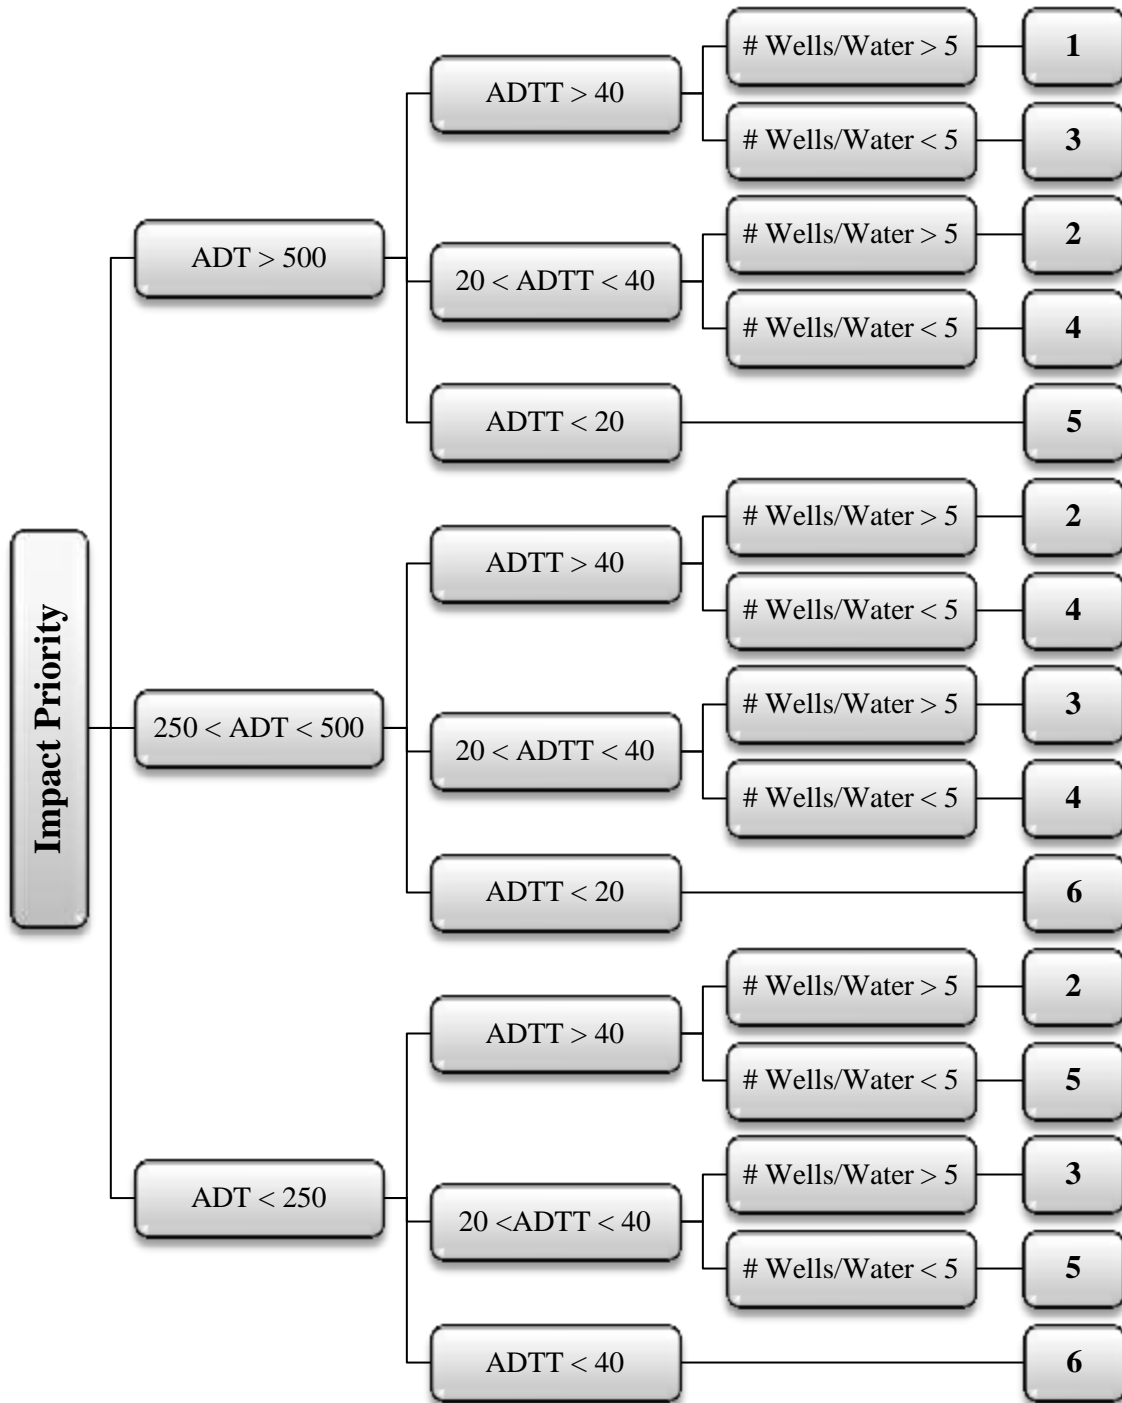 Impact Priority
ADT > 500
ADTT > 40
# Wells/Water > 5
1
# Wells/Water < 5
3
20 < ADTT < 40
# Wells/Water > 5
2
# Wells/Water < 5
4
ADTT < 20
5
250 < ADT < 500
ADTT > 40
# Wells/Water > 5
2
# Wells/Water < 5
4
20 < ADTT < 40
# Wells/Water > 5
3
# Wells/Water < 5
4
ADTT < 20
6
ADT < 250
ADTT > 40
# Wells/Water > 5
2
# Wells/Water < 5
5
20 <ADTT < 40
# Wells/Water > 5
3
# Wells/Water < 5
5
ADTT < 40
6